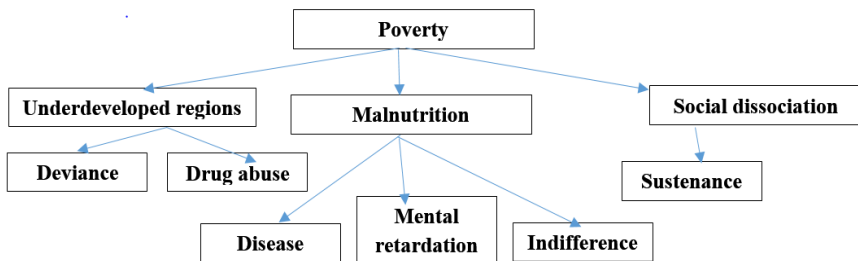 Poverty
Underdeveloped regions
Malnutrition
Social dissociation
Deviance
Drug abuse
Sustenance
Disease
Mental
retardation
Indifference